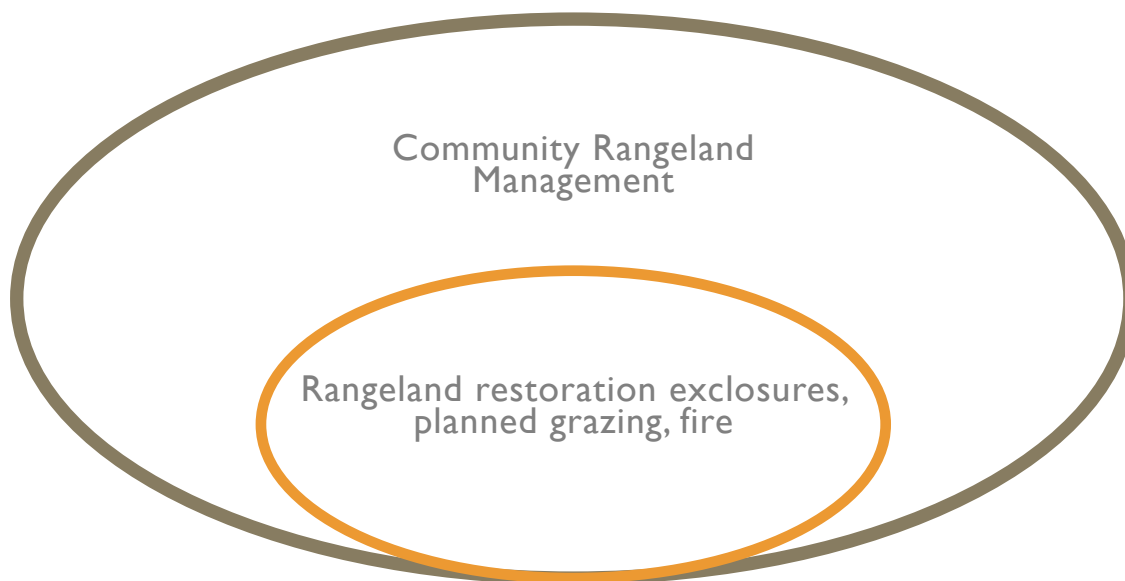 Community Rangeland
Management
Rangeland restoration exclosures,
planned grazing, fire